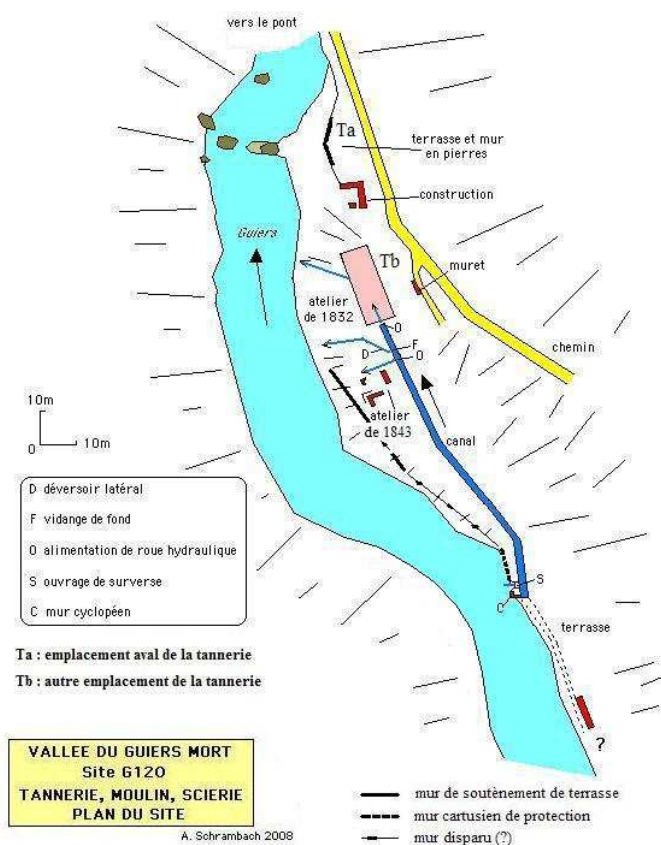 vers le pont
Ta
terrasse et mur
en pierres
construction
Guiers
Tb
muret
atelier
de 1832
O
D
F
O
chemin
atelier
de 1843
canal
10m
0
10m
D déversoir latéral
F vidange de fond
O alimentation de roue hydraulique
S ouvrage de surverse
C mur cyclopéen
S
C
terrasse
Ta : emplacement aval de la tannerie
Tb : autre emplacement de la tannerie
?
VALLEE DU GUIERS MORT
Site G120
TANNERIE, MOULIN, SCIERIE
PLAN DU SITE
A. Schrambach 2008
mur de soutènement de terrasse
mur cartusien de protection
mur disparu (?)